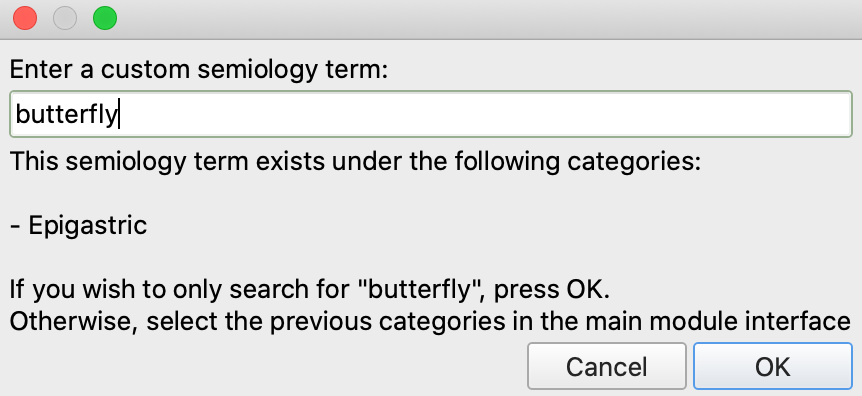 Enter a custom semiology term:
butterfly
This semiology term exists under the following categories:
- Epigastric
If you wish to only search for "butterfly", press OK.
Otherwise, select the previous categories in the main module interface
Cancel OK